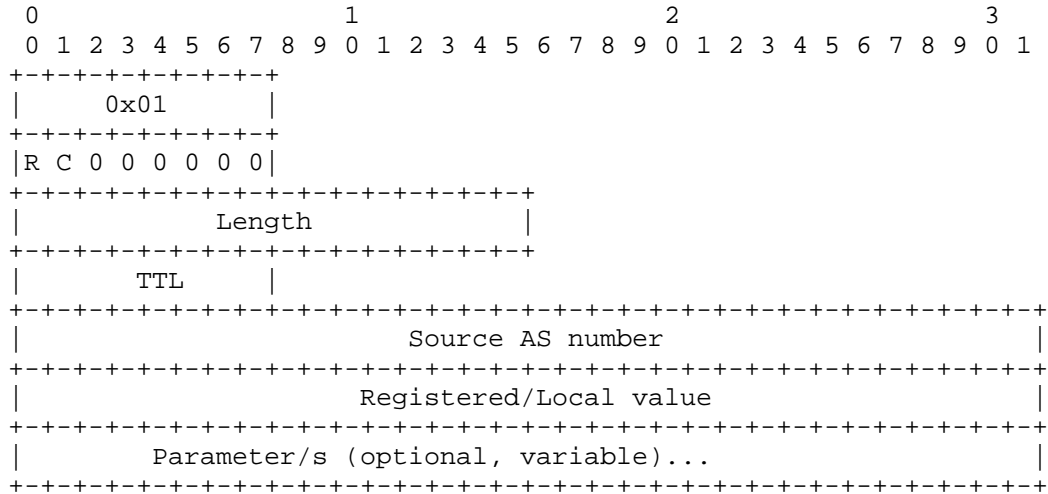 0                   1                   2                   3
 0 1 2 3 4 5 6 7 8 9 0 1 2 3 4 5 6 7 8 9 0 1 2 3 4 5 6 7 8 9 0 1
+-+-+-+-+-+-+-+-+
|     0x01      |
+-+-+-+-+-+-+-+-+
|R C 0 0 0 0 0 0|
+-+-+-+-+-+-+-+-+-+-+-+-+-+-+-+-+
|            Length             |
+-+-+-+-+-+-+-+-+-+-+-+-+-+-+-+-+
|       TTL     |
+-+-+-+-+-+-+-+-+-+-+-+-+-+-+-+-+-+-+-+-+-+-+-+-+-+-+-+-+-+-+-+-+
|                        Source AS number                       |
+-+-+-+-+-+-+-+-+-+-+-+-+-+-+-+-+-+-+-+-+-+-+-+-+-+-+-+-+-+-+-+-+
|                     Registered/Local value                    |
+-+-+-+-+-+-+-+-+-+-+-+-+-+-+-+-+-+-+-+-+-+-+-+-+-+-+-+-+-+-+-+-+
|        Parameter/s (optional, variable)...                    |
+-+-+-+-+-+-+-+-+-+-+-+-+-+-+-+-+-+-+-+-+-+-+-+-+-+-+-+-+-+-+-+-+